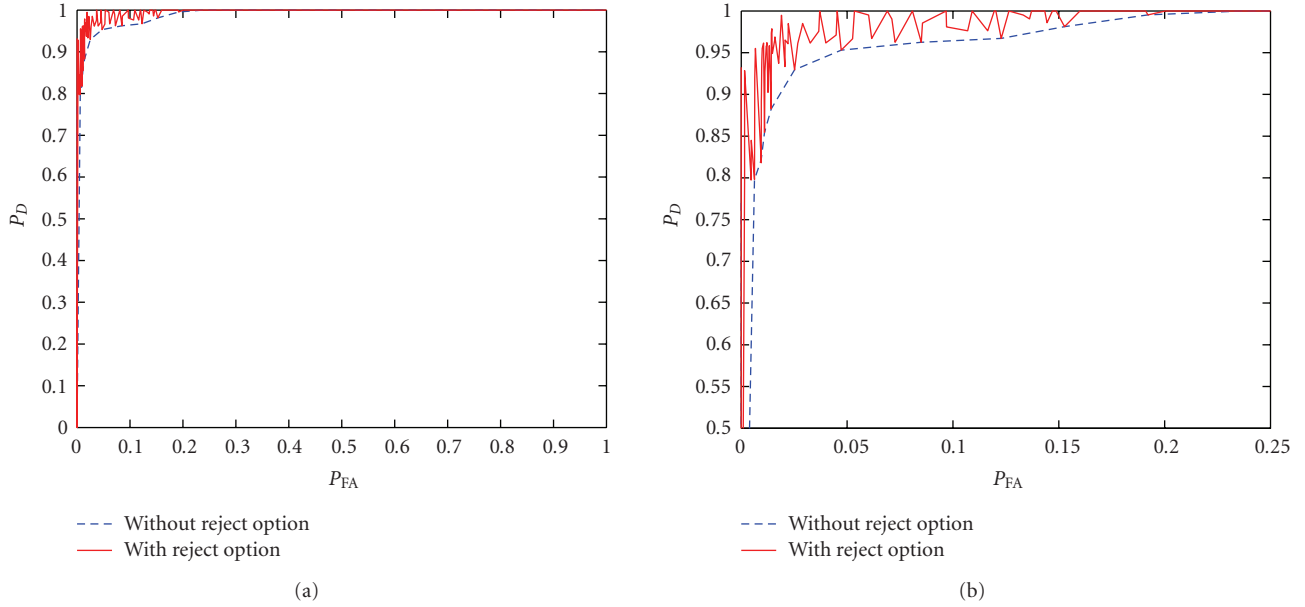 1
0.9
0.8
0.7
0.6
0.5
0.4
0.3
0.2
0.1
0
P_D
0 0.1 0.2 0.3 0.4 0.5 0.6 0.7 0.8 0.9 1
P_FA
Without reject option
With reject option
(a)
1
0.95
0.9
0.85
0.8
0.75
0.7
0.65
0.6
0.55
0.5
P_D
0 0.05 0.1 0.15 0.2 0.25
P_FA
Without reject option
With reject option
(b)